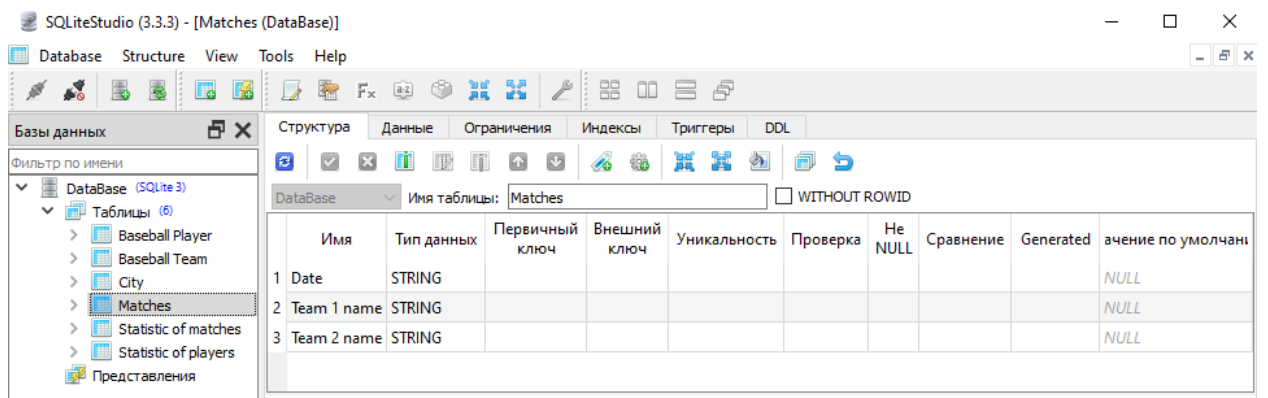 SQLiteStudio (3.3.3) - [Matches (DataBase)]
Database Structure View Tools Help
Базы данных
Структура Данные Ограничения Индексы Триггеры DDL
Фильтр по имени
DataBase (SQLite 3)
Таблицы (6)
Baseball Player
Baseball Team
City
Matches
Statistic of matches
Statistic of players
Представления
DataBase Имя таблицы: Matches WITHOUT ROWID
Имя Тип данных Первичный ключ Внешний ключ Уникальность Проверка Не NULL Сравнение Generated ачение по умолчани
1 Date STRING NULL
2 Team 1 name STRING NULL
3 Team 2 name STRING NULL